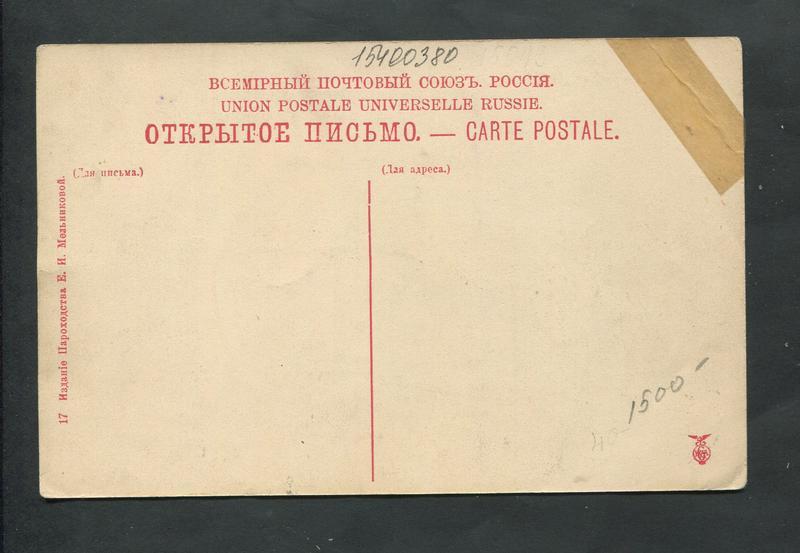 15400380
ВСЕМІРНЫЙ ПОЧТОВЫЙ СОЮЗЪ. РОССІЯ.
UNION POSTALE UNIVERSELLE RUSSIE.
ОТКРЫТОЕ ПИСЬМО. — CARTE POSTALE.
(Для письма.)
(Для адреса.)
17 Изданіе Пароходства Е. И. Мельниковой.
1500